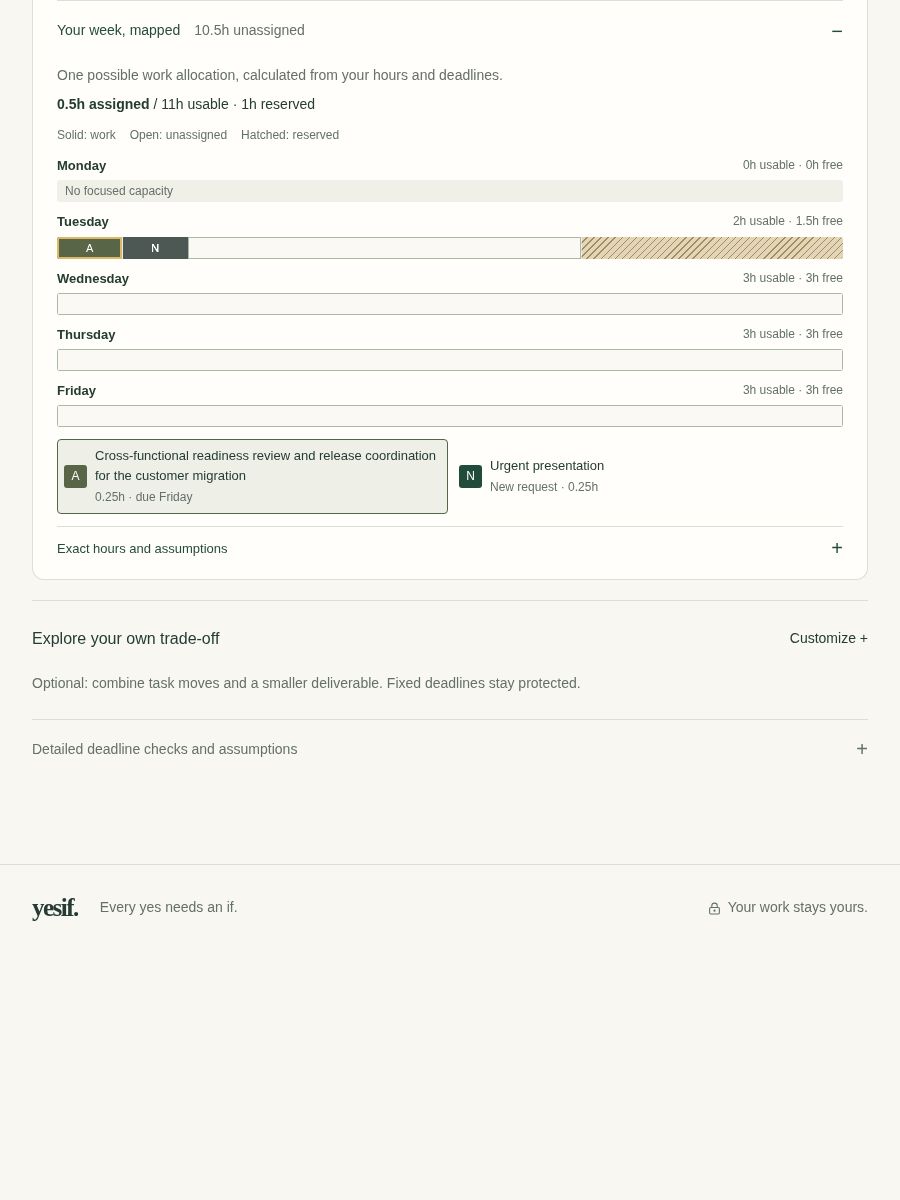 Your week, mapped 10.5h unassigned −
One possible work allocation, calculated from your hours and deadlines.
0.5h assigned / 11h usable · 1h reserved
Solid: work Open: unassigned Hatched: reserved
Monday 0h usable · 0h free
No focused capacity
Tuesday 2h usable · 1.5h free
A N
Wednesday 3h usable · 3h free
Thursday 3h usable · 3h free
Friday 3h usable · 3h free
A Cross-functional readiness review and release coordination
for the customer migration
0.25h · due Friday
N Urgent presentation
New request · 0.25h
Exact hours and assumptions +
Explore your own trade-off Customize +
Optional: combine task moves and a smaller deliverable. Fixed deadlines stay protected.
Detailed deadline checks and assumptions +
yesif. Every yes needs an if. Your work stays yours.